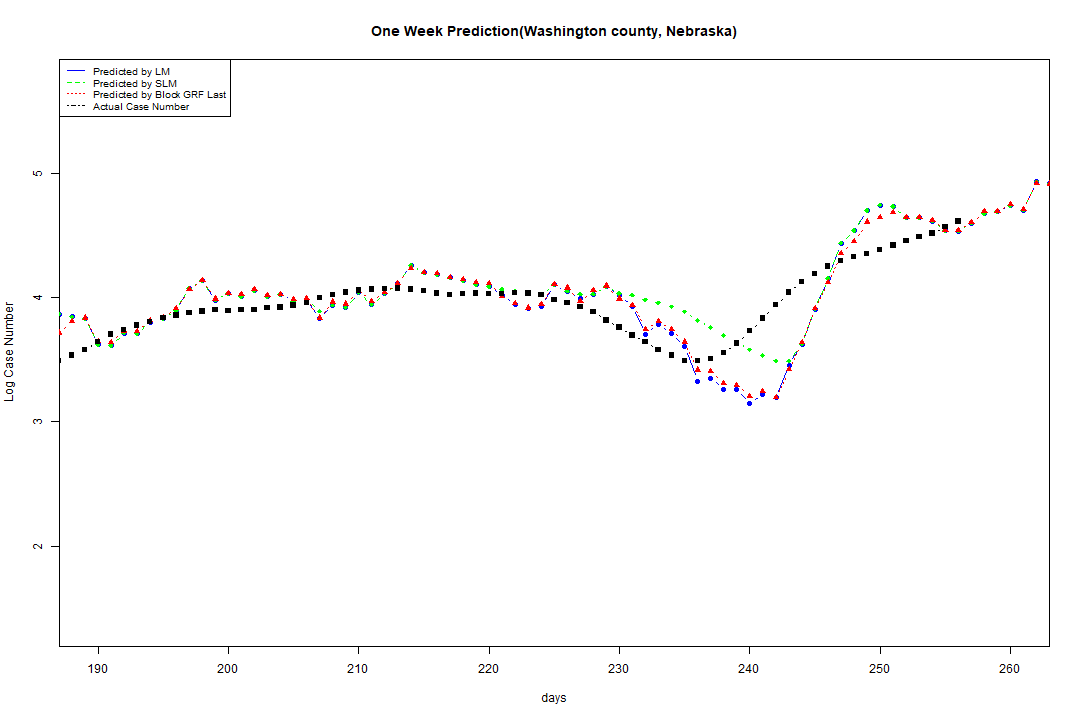 One Week Prediction(Washington county, Nebraska)
Predicted by LM
Predicted by SLM
Predicted by Block GRF Last
Actual Case Number
5
4
3
2
Log Case Number
190 200 210 220 230 240 250 260
days